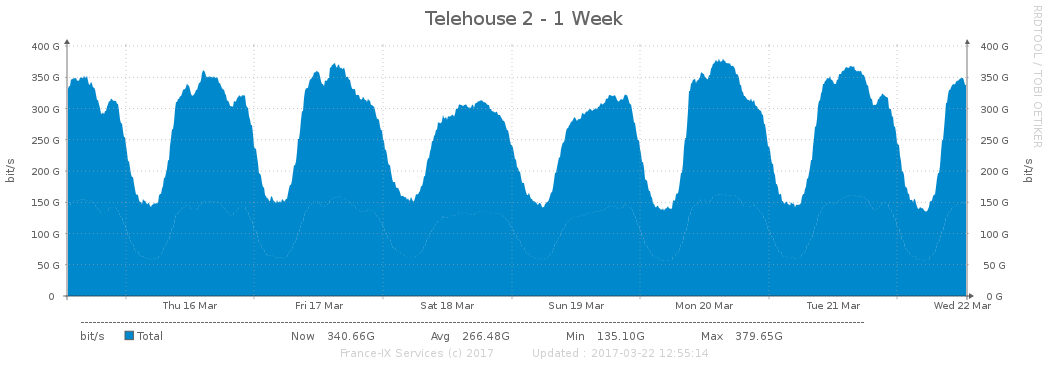 Telehouse 2 - 1 Week
RRDTOOL / TOBI OETIKER
400 G 400 G
350 G 350 G
300 G 300 G
250 G 250 G
200 G 200 G
150 G 150 G
100 G 100 G
50 G 50 G
0 0 G
bit/s bit/s
Thu 16 Mar Fri 17 Mar Sat 18 Mar Sun 19 Mar Mon 20 Mar Tue 21 Mar Wed 22 Mar
bit/s Total Now 340.66G Avg 266.48G Min 135.10G Max 379.65G
France-IX Services (c) 2017 Updated : 2017-03-22 12:55:14